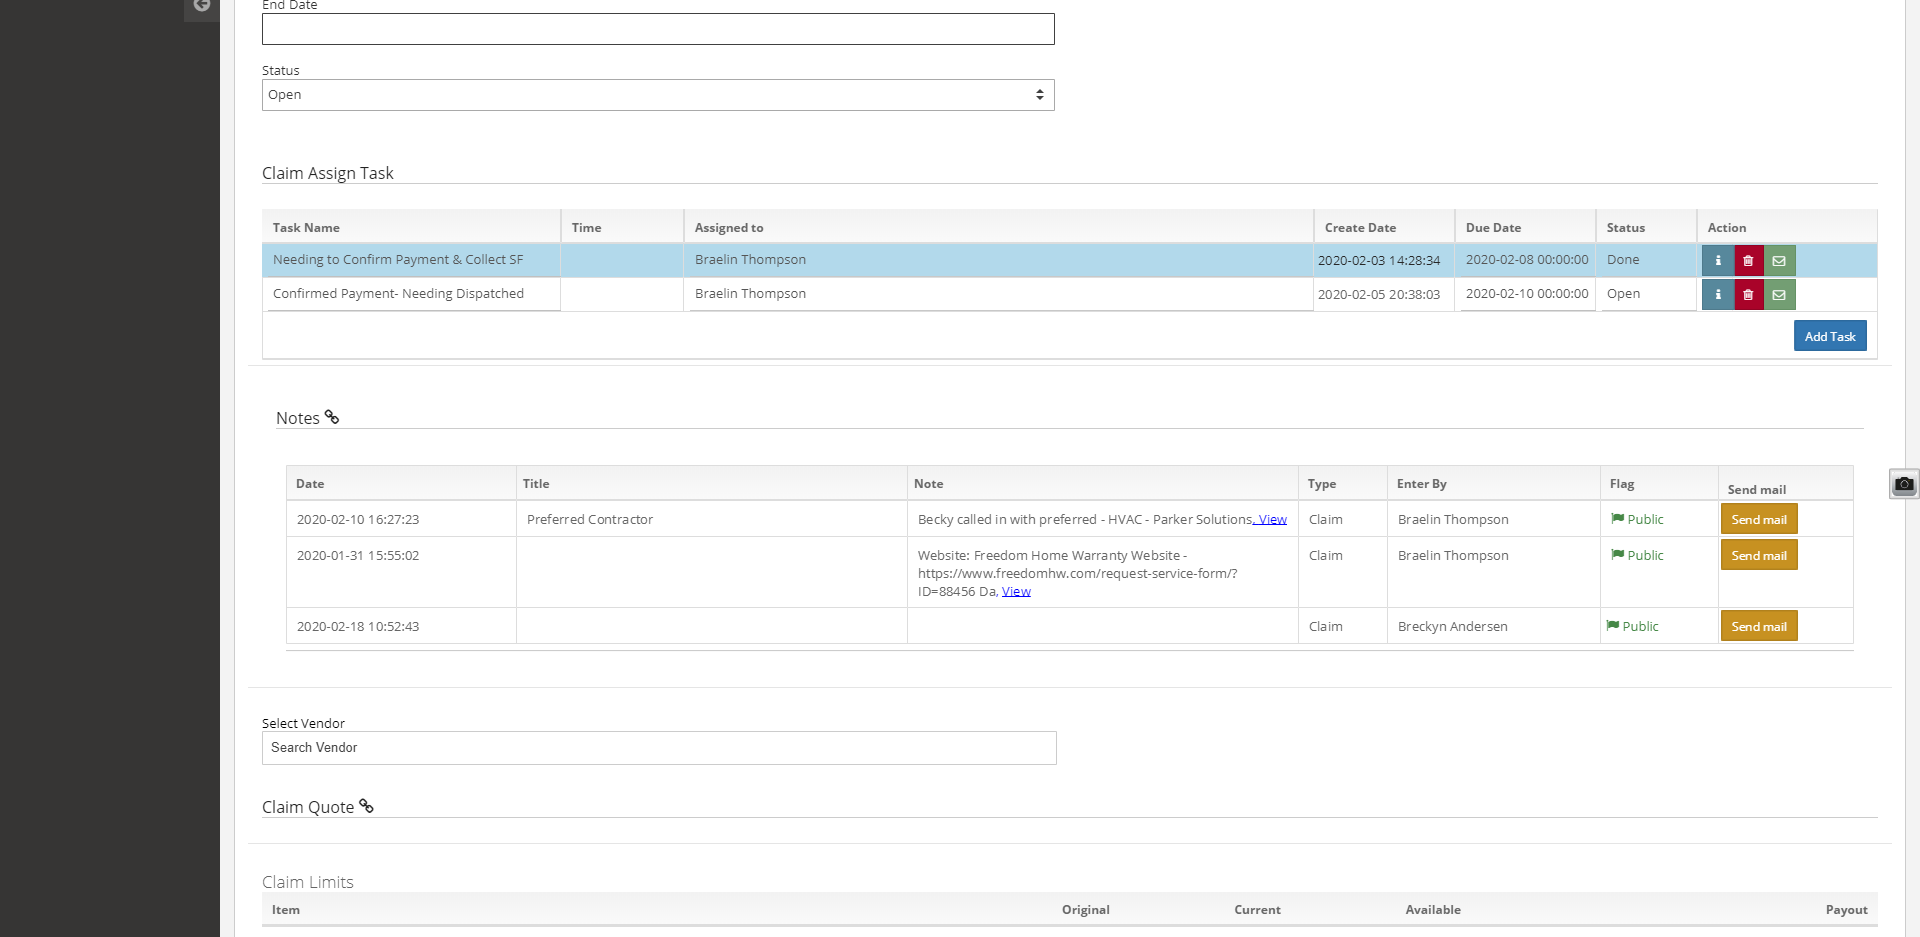 End Date
Status
Open
Claim Assign Task
Task Name Time Assigned to Create Date Due Date Status Action
Needing to Confirm Payment & Collect SF Braelin Thompson 2020-02-03 14:28:34 2020-02-08 00:00:00 Done
Confirmed Payment- Needing Dispatched Braelin Thompson 2020-02-05 20:38:03 2020-02-10 00:00:00 Open
Add Task
Notes
Date Title Note Type Enter By Flag Send mail
2020-02-10 16:27:23 Preferred Contractor Becky called in with preferred - HVAC - Parker Solutions, View Claim Braelin Thompson Public Send mail
2020-01-31 15:55:02 Website: Freedom Home Warranty Website - Claim Braelin Thompson Public Send mail
https://www.freedomhw.com/request-service-form/?
ID=88456 Da, View
2020-02-18 10:52:43 Claim Breckyn Andersen Public Send mail
Select Vendor
Search Vendor
Claim Quote
Claim Limits
Item Original Current Available Payout